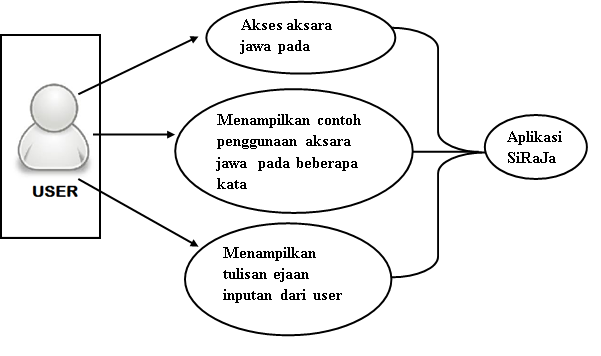 Akses aksara
jawa pada
Menampilkan contoh
penggunaan aksara
jawa pada beberapa
kata
Aplikasi
SiRaJa
USER
Menampilkan
tulisan ejaan
inputan dari user